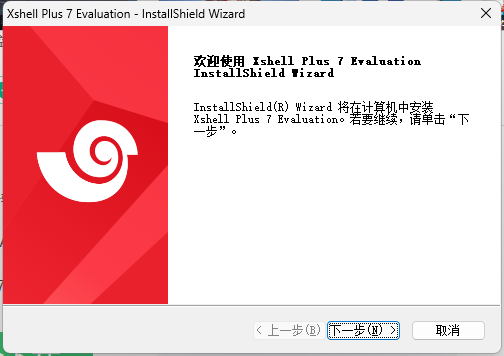 Xshell Plus 7 Evaluation - InstallShield Wizard
欢迎使用 Xshell Plus 7 Evaluation
InstallShield Wizard
InstallShield(R) Wizard 将在计算机中安装
Xshell Plus 7 Evaluation。若要继续，请单击“下
一步”。
< 上一步(B)
下一步(N) >
取消